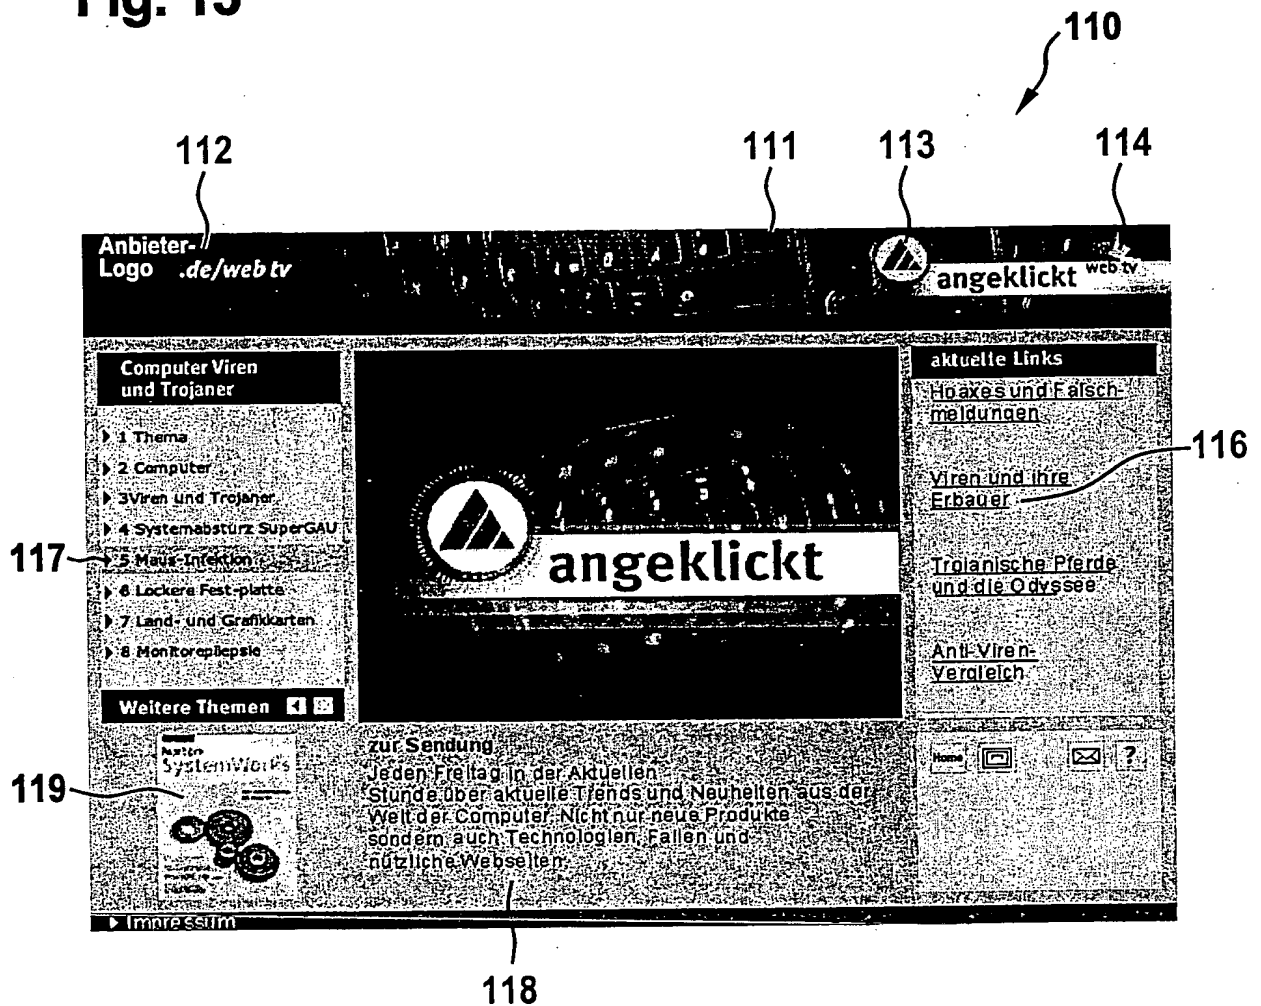 Fig. 13
110
112
111
113
114
Anbieter-
Logo .de/web tv
angeklickt web tv
Computer Viren
und Trojaner
1 Thema
2 Computer
3Viren und Trojaner
4 Systemabsturz SuperGAU
117
5 Maus-Infektion
6 Lockere Fest-platte
7 Land- und Grafikkarten
8 Monitorepilepsie
Weitere Themen
angeklickt
aktuelle Links
Hoaxes und Falsch-
meldungen
116
Viren und ihre
Erbauer
Trojanische Pferde
und die Odyssee
Anti-Viren-
Vergleich
119
SystemWorks
zur Sendung
Jeden Freitag in der Aktuellen
Stunde über aktuelle Trends und Neuheiten aus der
Welt der Computer. Nicht nur neue Produkte
sondern auch Technologien, Fallen und
nützliche Webseiten.
Home
?
Impressum
118